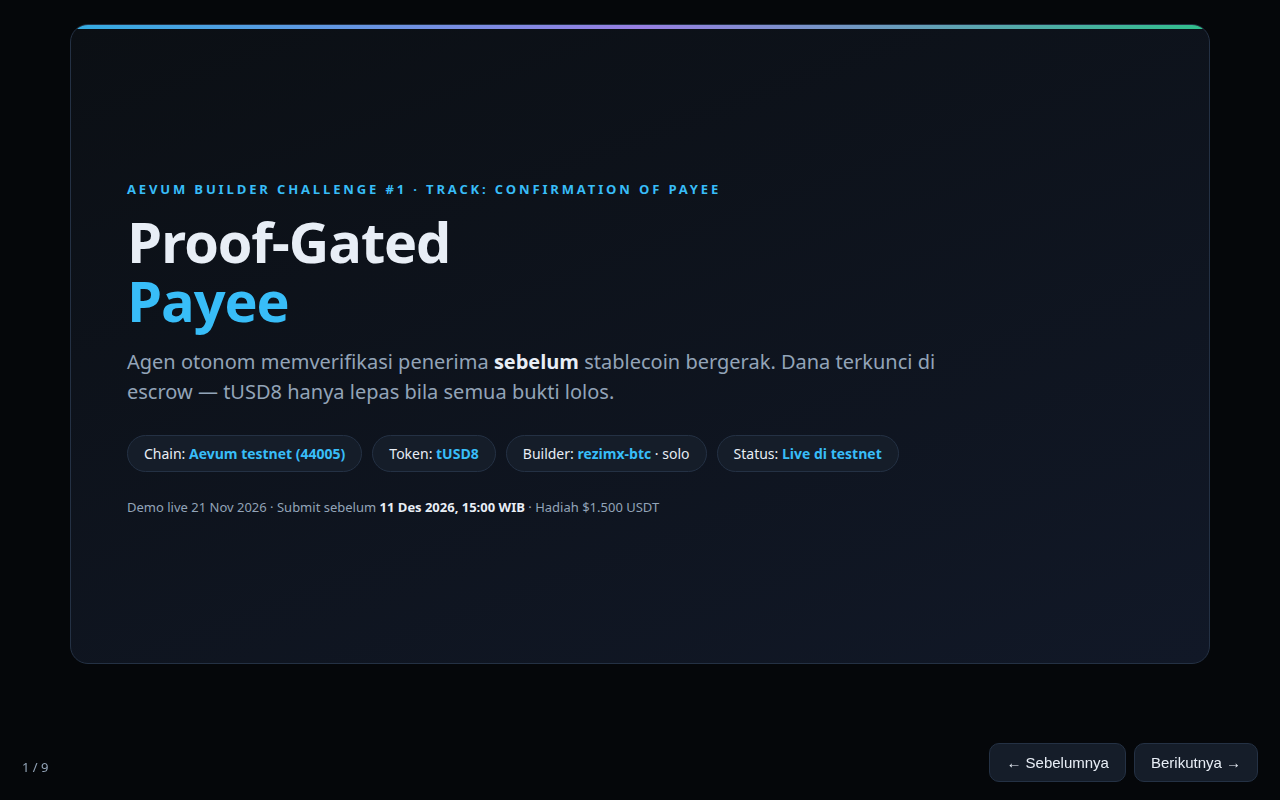 AEVUM BUILDER CHALLENGE #1 · TRACK: CONFIRMATION OF PAYEE
Proof-Gated
Payee
Agen otonom memverifikasi penerima sebelum stablecoin bergerak. Dana terkunci di
escrow — tUSD8 hanya lepas bila semua bukti lolos.
Chain: Aevum testnet (44005) Token: tUSD8 Builder: rezimx-btc · solo Status: Live di testnet
Demo live 21 Nov 2026 · Submit sebelum 11 Des 2026, 15:00 WIB · Hadiah $1.500 USDT
1 / 9
← Sebelumnya Berikutnya →